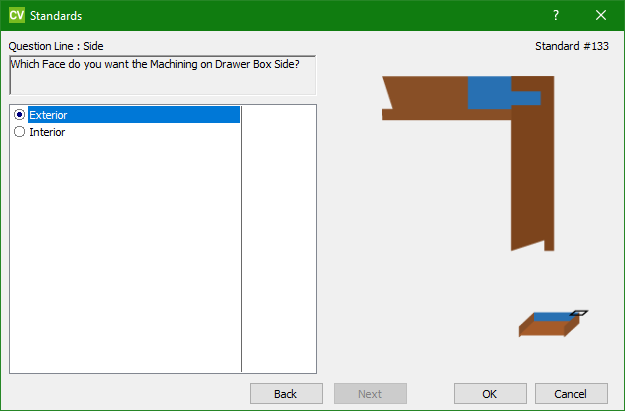 CV Standards
Question Line : Side
Standard #133
Which Face do you want the Machining on Drawer Box Side?
Exterior
Interior
Back
Next
OK
Cancel